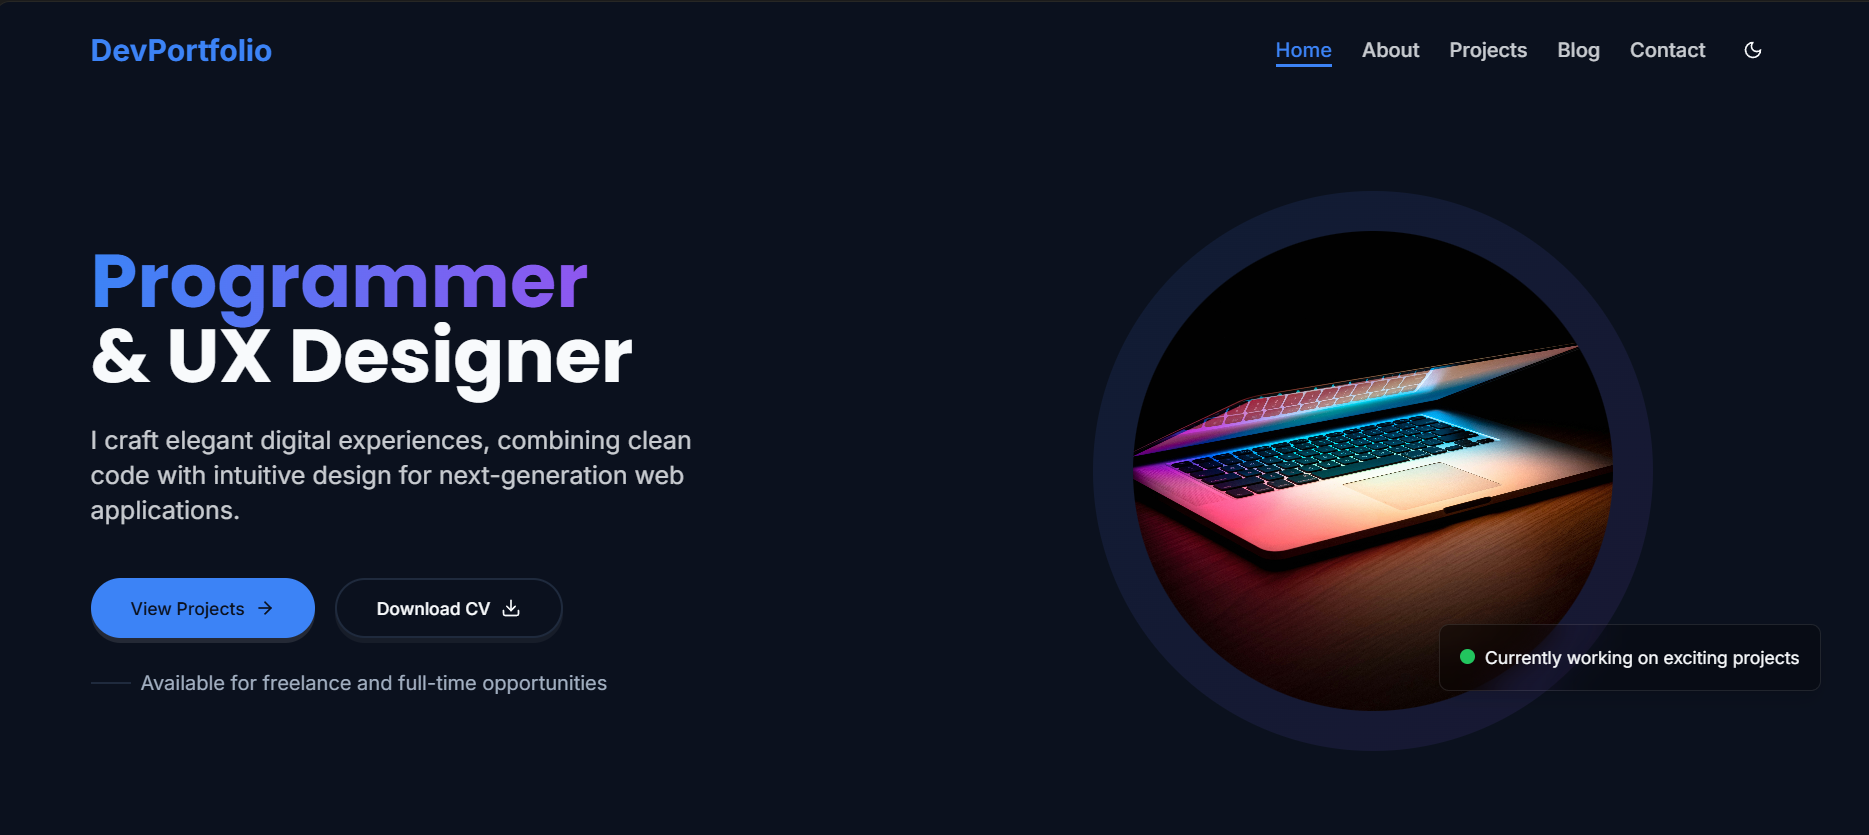 DevPortfolio
Home
About
Projects
Blog
Contact
Programmer
& UX Designer
I craft elegant digital experiences, combining clean
code with intuitive design for next-generation web
applications.
View Projects
Download CV
Available for freelance and full-time opportunities
Currently working on exciting projects